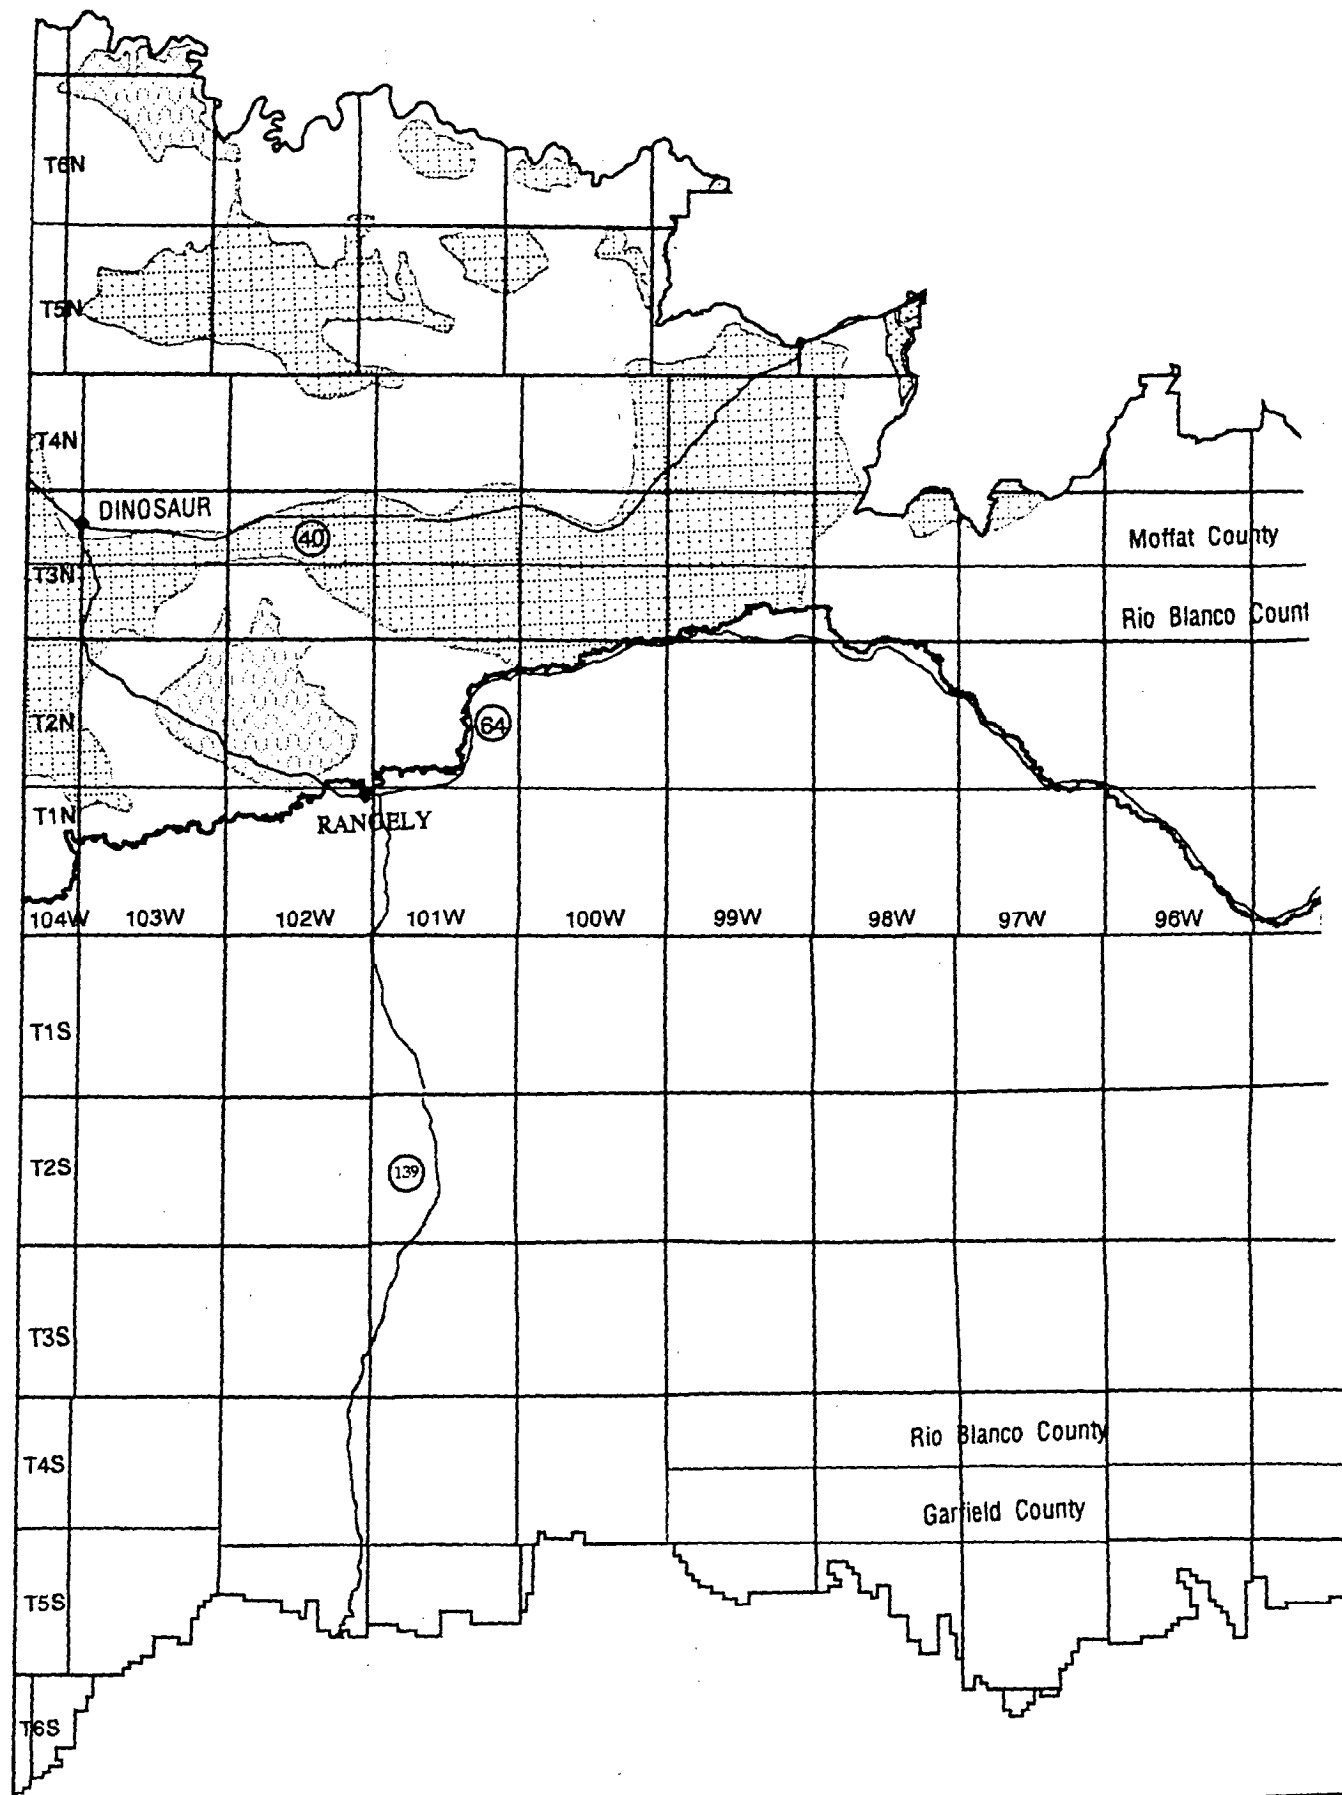 T6N
T5N
T4N
DINOSAUR
40
Moffat County
T3N
Rio Blanco Count
T2N
64
T1N
RANGELY
104W 103W 102W 101W 100W 99W 98W 97W 96W
T1S
T2S
139
T3S
Rio Blanco County
T4S
Garfield County
T5S
T6S